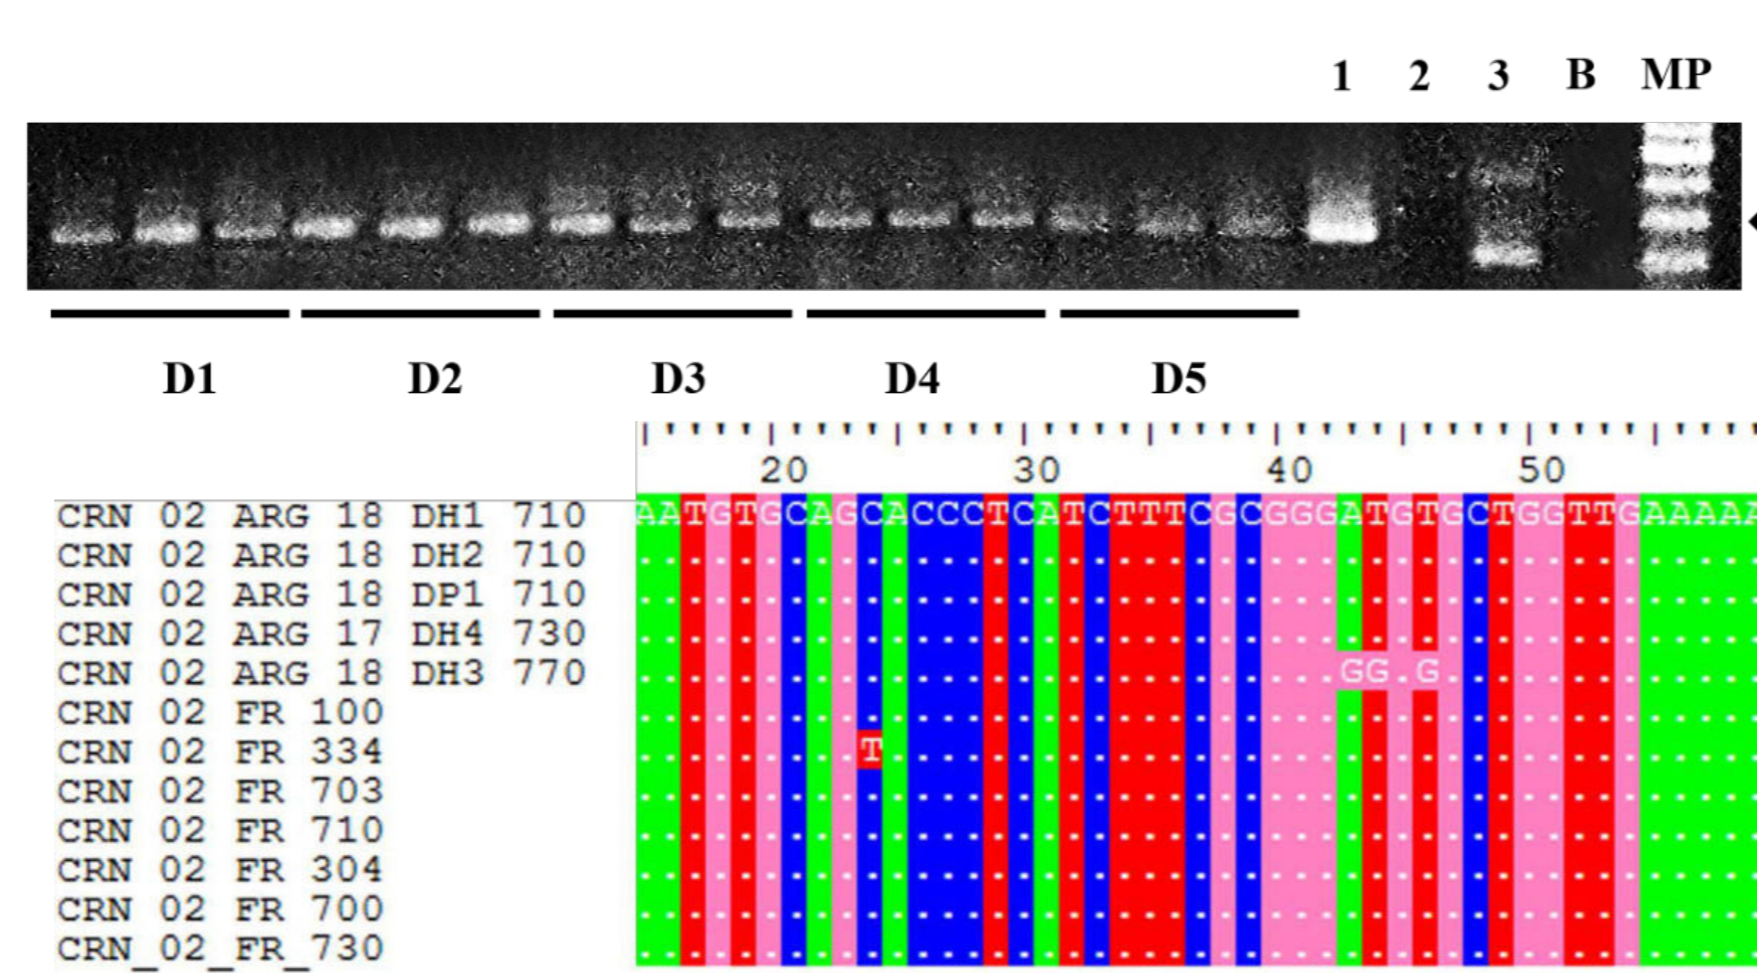 1 2 3 B MP
D1 D2 D3 D4 D5
20 30 40 50
CRN 02 ARG 18 DH1 710 AATGTGCAGCACCCTCATCTTTCGCGGGATGTGCTGGTTGAAAAA
CRN 02 ARG 18 DH2 710 .............................................
CRN 02 ARG 18 DP1 710 .............................................
CRN 02 ARG 17 DH4 730 .............................................
CRN 02 ARG 18 DH3 770 ............................GG.G.............
CRN 02 FR 100 .............................................
CRN 02 FR 334 .........T...................................
CRN 02 FR 703 .............................................
CRN 02 FR 710 .............................................
CRN 02 FR 304 .............................................
CRN 02 FR 700 .............................................
CRN_02_FR_730 .............................................